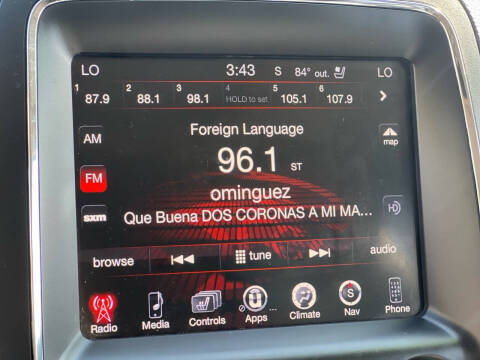 LO 3:43 S 84° out. LO
1 87.9 2 88.1 3 98.1 4 HOLD to set 5 105.1 6 107.9
Foreign Language
AM
map
96.1 ST
FM
ominguez
sxm Que Buena DOS CORONAS A MI MA... HD
browse tune audio
Radio Media Controls Apps ... Climate S Nav Phone